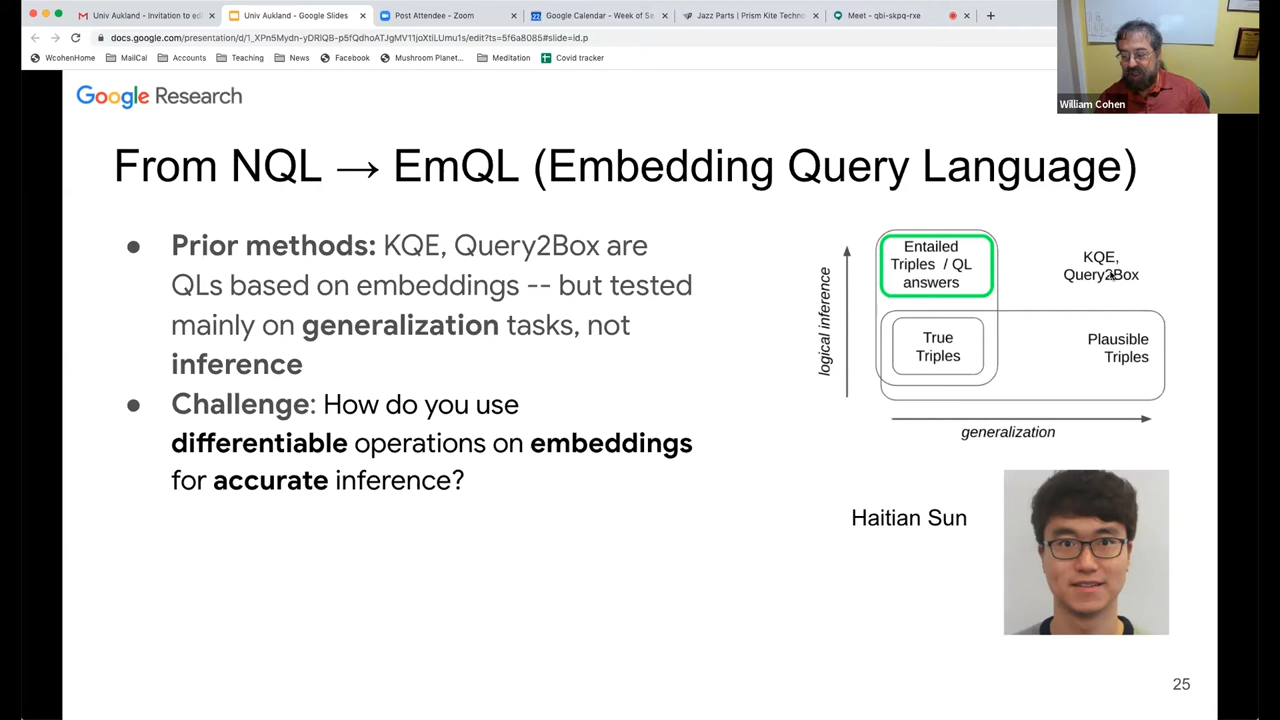 Univ Aukland - Invitation to ed
Univ Aukland - Google Slides
Post Attendee - Zoom
Google Calendar - Week of Se
Jazz Parts | Prism Kite Techno
Meet - qbi-skpq-rxe
docs.google.com/presentation/d/1_XPn5Mydn-yDRlQB-p5fQdhoATJgMV11joXtiLUmu1s/edit?ts=5f6a8085#slide=id.p
WcohenHome
MailCal
Accounts
Teaching
News
Facebook
Mushroom Planet...
Meditation
Covid tracker
William Cohen
Google Research
From NQL → EmQL (Embedding Query Language)
● Prior methods: KQE, Query2Box are
QLs based on embeddings -- but tested
mainly on generalization tasks, not
inference
● Challenge: How do you use
differentiable operations on embeddings
for accurate inference?
logical inference
Entailed
Triples / QL
answers
KQE,
Query2Box
True
Triples
Plausible
Triples
generalization
Haitian Sun
25